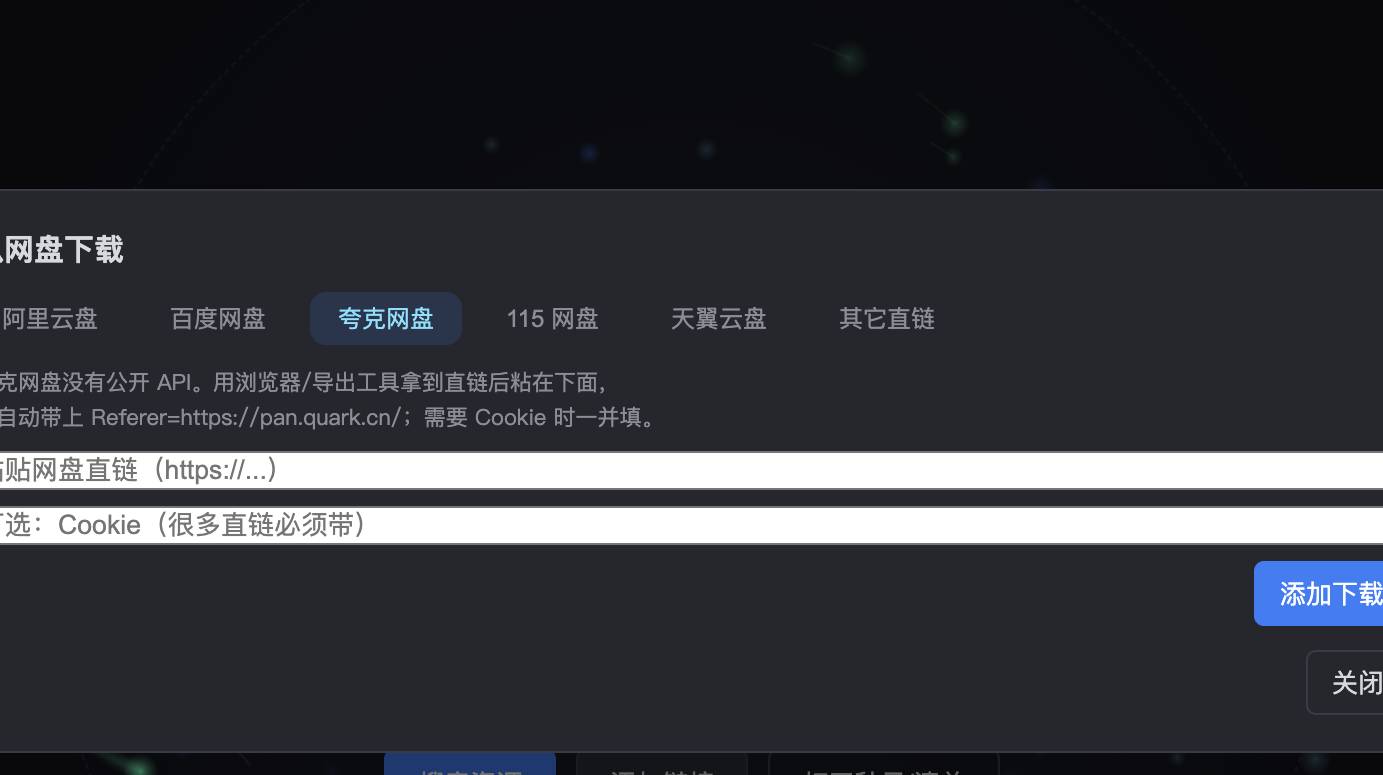 网盘下载
阿里云盘 百度网盘 夸克网盘 115 网盘 天翼云盘 其它直链
克网盘没有公开 API。用浏览器/导出工具拿到直链后粘在下面，
自动带上 Referer=https://pan.quark.cn/；需要 Cookie 时一并填。
贴网盘直链（https://...）
选：Cookie（很多直链必须带）
添加下载
关闭